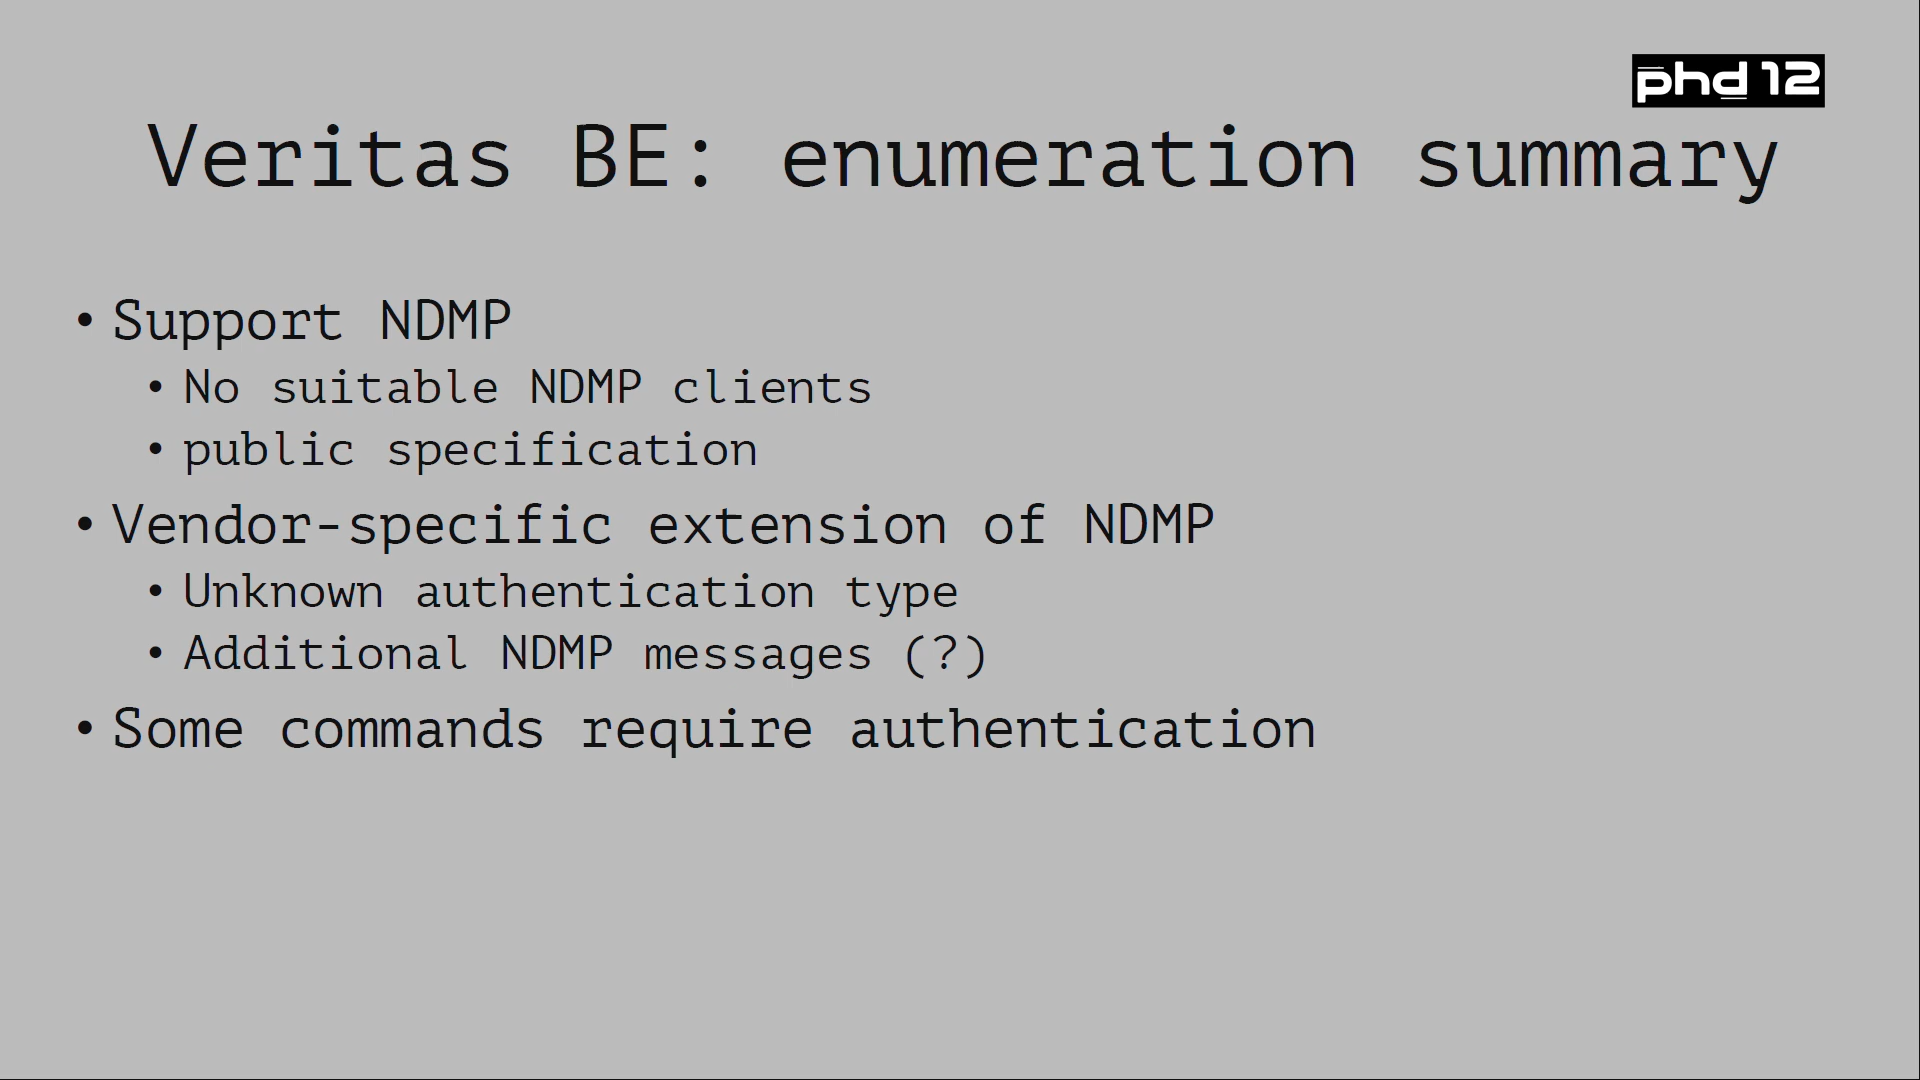 phd 12
Veritas BE: enumeration summary
• Support NDMP
• No suitable NDMP clients
• public specification
• Vendor-specific extension of NDMP
• Unknown authentication type
• Additional NDMP messages (?)
• Some commands require authentication